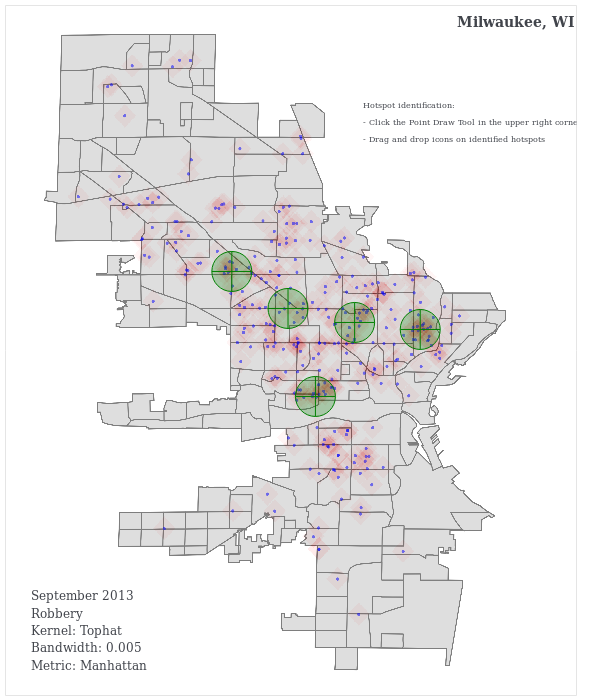 Milwaukee, WI
Hotspot identification:
- Click the Point Draw Tool in the upper right corne
- Drag and drop icons on identified hotspots
September 2013
Robbery
Kernel: Tophat
Bandwidth: 0.005
Metric: Manhattan